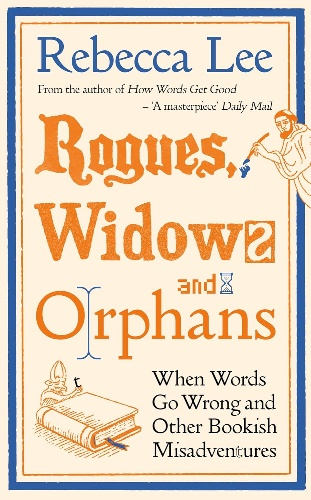 Rebecca Lee
From the author of How Words Get Good
– ‘A masterpiece’ Daily Mail
Rogues,
Widows
and
Orphans
When Words
Go Wrong and
Other Bookish
Misadventures
t